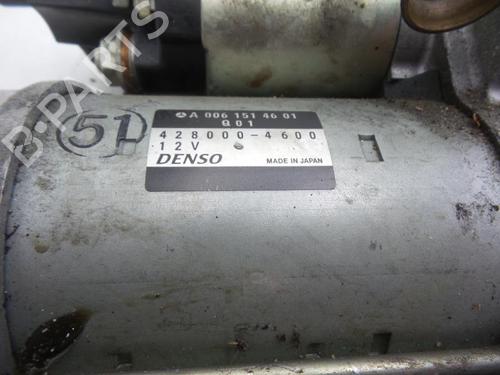 A 006 151 46 01
Q01
428000-4600
12V
DENSO
MADE IN JAPAN
51
B-PARTS